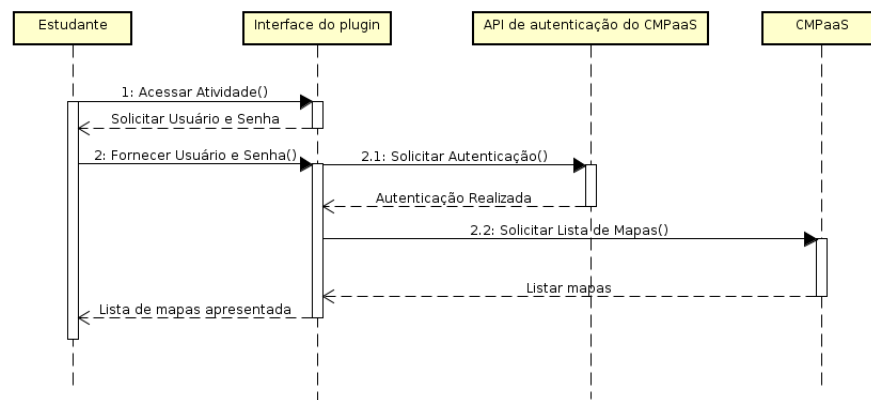 Estudante
Interface do plugin
API de autenticação do CMPaaS
CMPaaS
1: Acessar Atividade()
Solicitar Usuário e Senha
2: Fornecer Usuário e Senha()
2.1: Solicitar Autenticação()
Autenticação Realizada
2.2: Solicitar Lista de Mapas()
Listar mapas
Lista de mapas apresentada